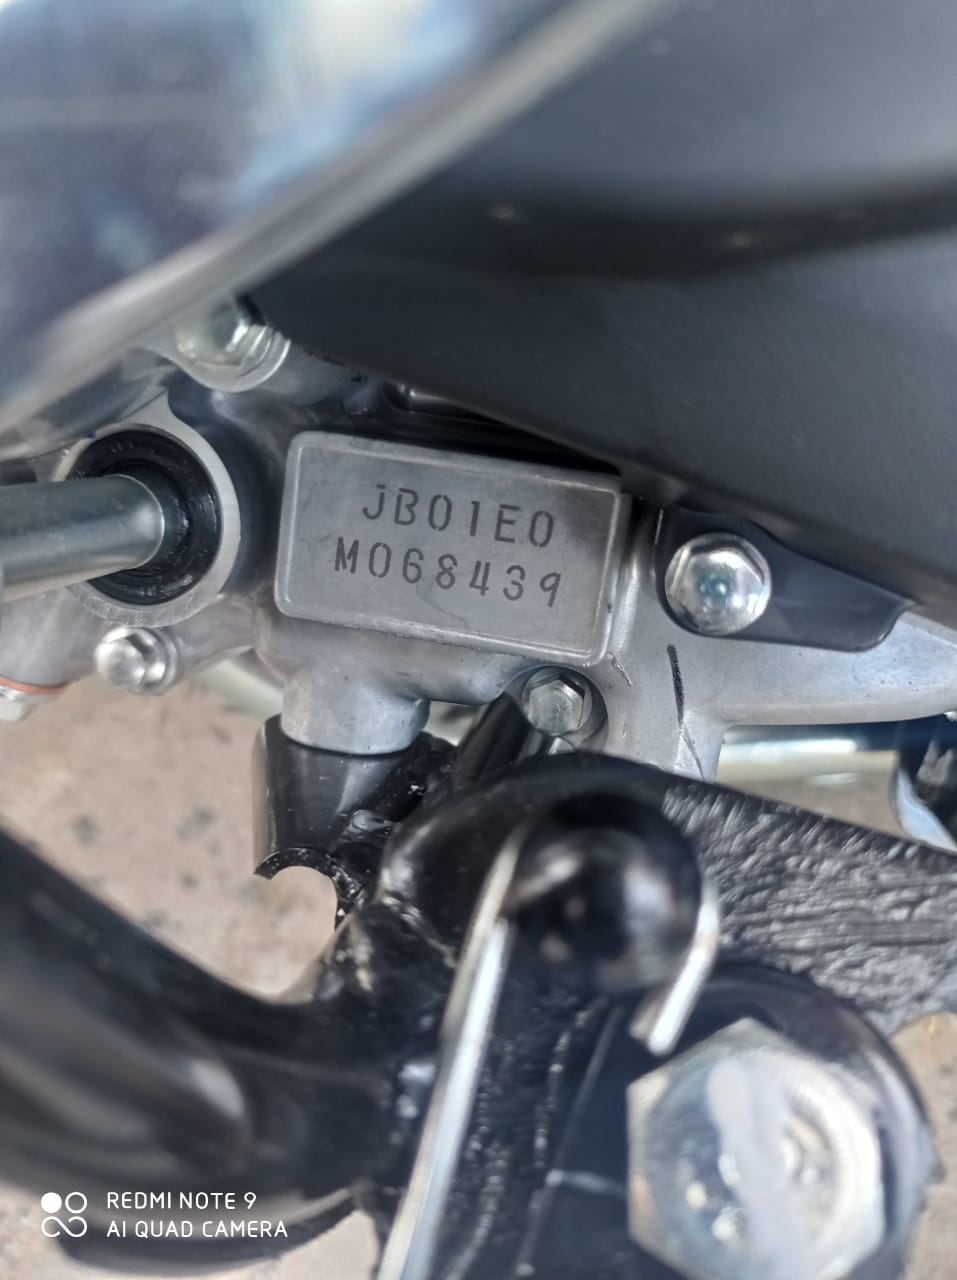 JB01E0
M068439
REDMI NOTE 9
AI QUAD CAMERA